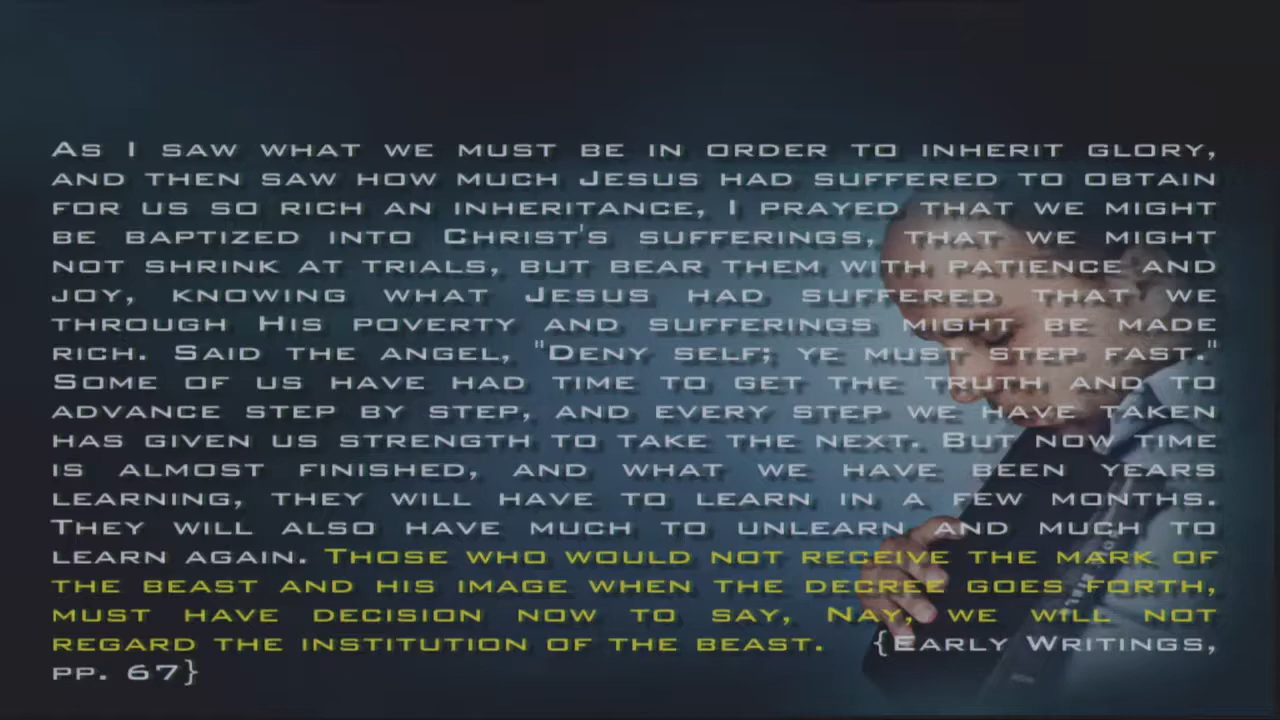 As I saw what we must be in order to inherit glory,
and then saw how much Jesus had suffered to obtain
for us so rich an inheritance, I prayed that we might
be baptized into Christ's sufferings, that we might
not shrink at trials, but bear them with patience and
joy, knowing what Jesus had suffered that we
through His poverty and sufferings might be made
rich. Said the angel, "Deny self; ye must step fast."
Some of us have had time to get the truth and to
advance step by step, and every step we have taken
has given us strength to take the next. But now time
is almost finished, and what we have been years
learning, they will have to learn in a few months.
They will also have much to unlearn and much to
learn again. Those who would not receive the mark of
the beast and his image when the decree goes forth,
must have decision now to say, Nay, we will not
regard the institution of the beast. {Early Writings,
pp. 67}